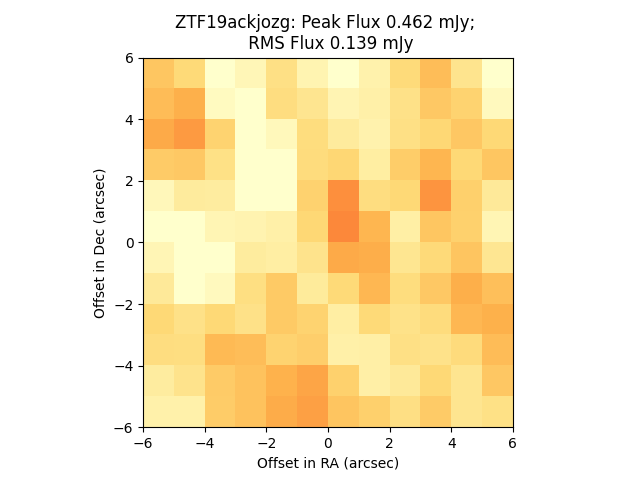 ZTF19ackjozg: Peak Flux 0.462 mJy;
RMS Flux 0.139 mJy
6
4
2
0
−2
−4
−6
Offset in Dec (arcsec)
−6 −4 −2 0 2 4 6
Offset in RA (arcsec)